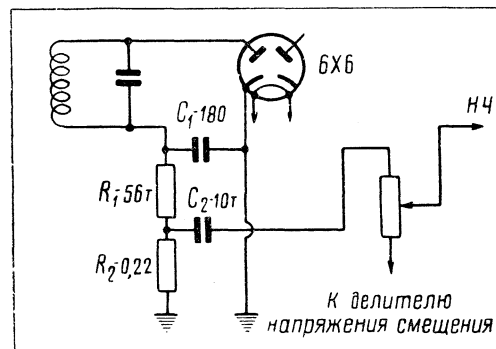 6Х6
НЧ
C₁-180
R₁-56т
C₂-10т
R₂-0,22
К делителю
напряжения смещения